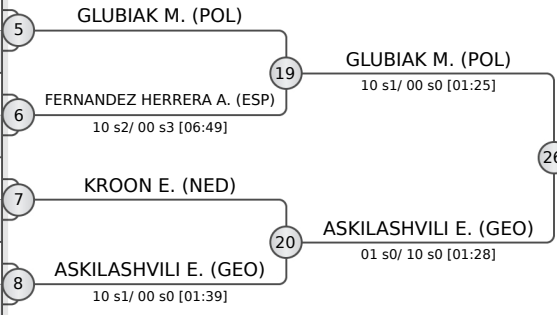 GLUBIAK M. (POL)
5
19
GLUBIAK M. (POL)
10 s1/ 00 s0 [01:25]
FERNANDEZ HERRERA A. (ESP)
6
10 s2/ 00 s3 [06:49]
26
KROON E. (NED)
7
20
ASKILASHVILI E. (GEO)
01 s0/ 10 s0 [01:28]
ASKILASHVILI E. (GEO)
8
10 s1/ 00 s0 [01:39]